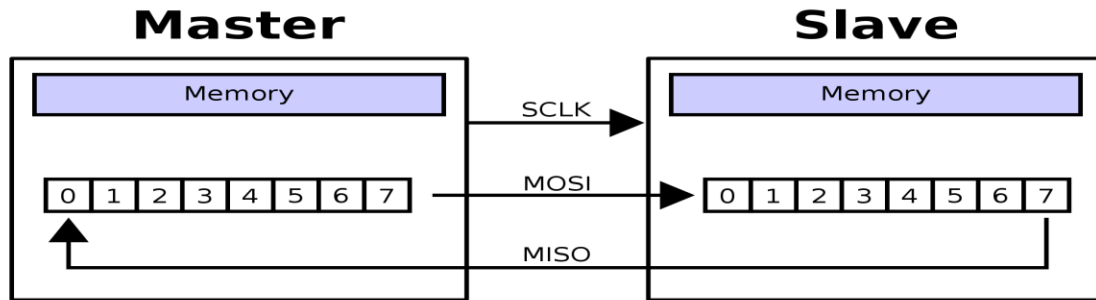 Master Slave
Memory Memory
SCLK
0 1 2 3 4 5 6 7 MOSI 0 1 2 3 4 5 6 7
MISO